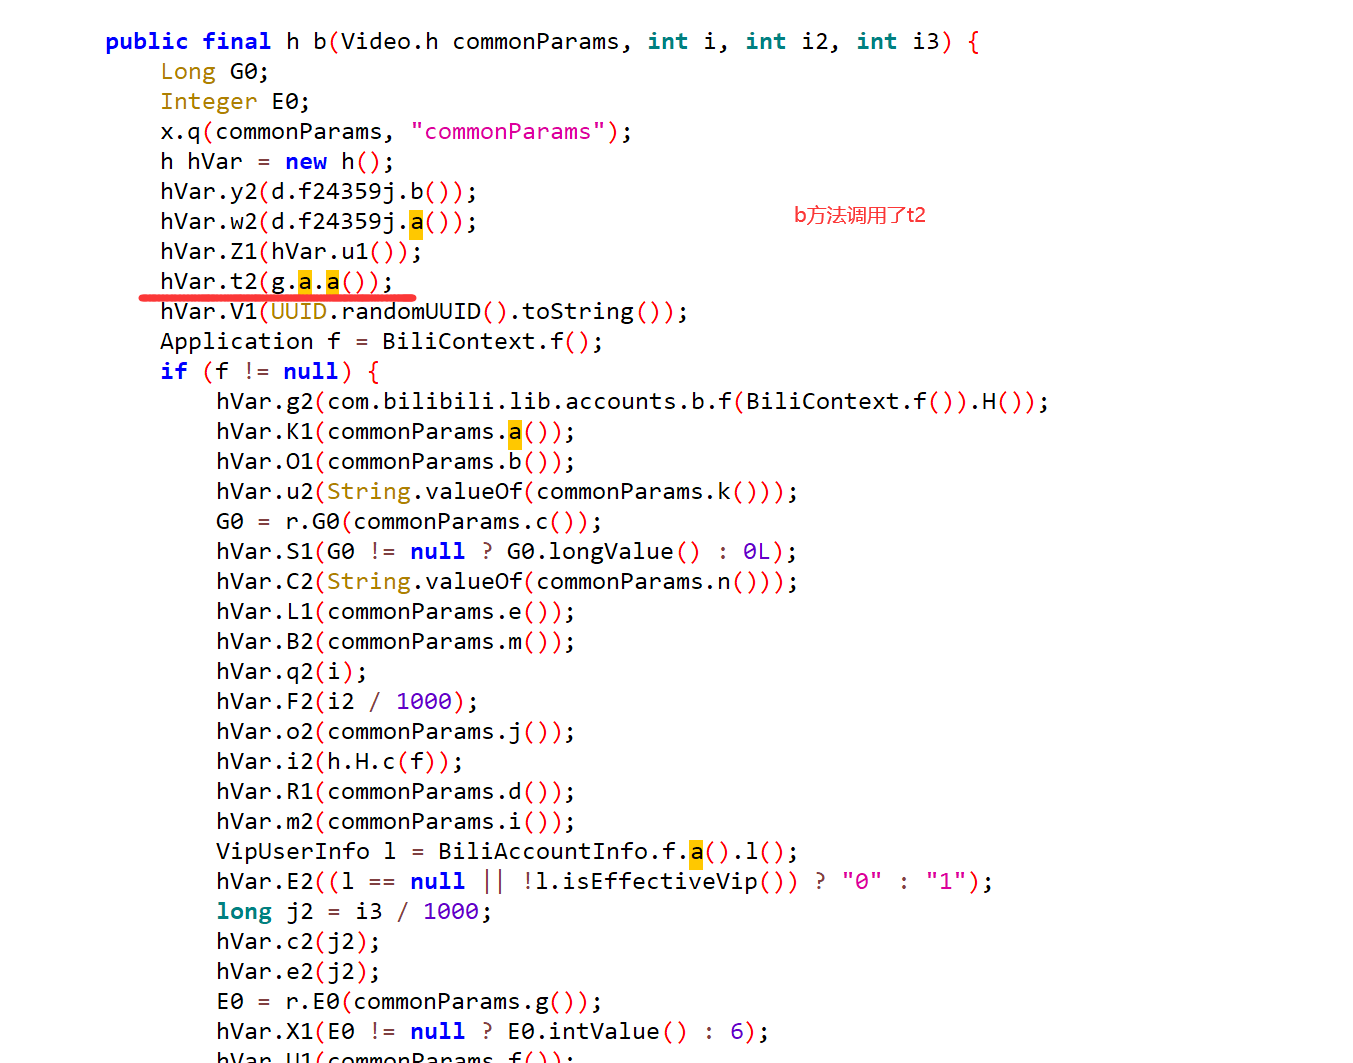 public final h b(Video.h commonParams, int i, int i2, int i3) {
Long G0;
Integer E0;
x.q(commonParams, "commonParams");
h hVar = new h();
hVar.y2(d.f24359j.b());
hVar.w2(d.f24359j.a());
b方法调用了t2
hVar.Z1(hVar.u1());
hVar.t2(g.a.a());
hVar.V1(UUID.randomUUID().toString());
Application f = BiliContext.f();
if (f != null) {
hVar.g2(com.bilibili.lib.accounts.b.f(BiliContext.f()).H());
hVar.K1(commonParams.a());
hVar.O1(commonParams.b());
hVar.u2(String.valueOf(commonParams.k()));
G0 = r.G0(commonParams.c());
hVar.S1(G0 != null ? G0.longValue() : 0L);
hVar.C2(String.valueOf(commonParams.n()));
hVar.L1(commonParams.e());
hVar.B2(commonParams.m());
hVar.q2(i);
hVar.F2(i2 / 1000);
hVar.o2(commonParams.j());
hVar.i2(h.H.c(f));
hVar.R1(commonParams.d());
hVar.m2(commonParams.i());
VipUserInfo l = BiliAccountInfo.f.a().l();
hVar.E2((l == null || !l.isEffectiveVip()) ? "0" : "1");
long j2 = i3 / 1000;
hVar.c2(j2);
hVar.e2(j2);
E0 = r.E0(commonParams.g());
hVar.X1(E0 != null ? E0.intValue() : 6);
hVar.U1(commonParams.f());